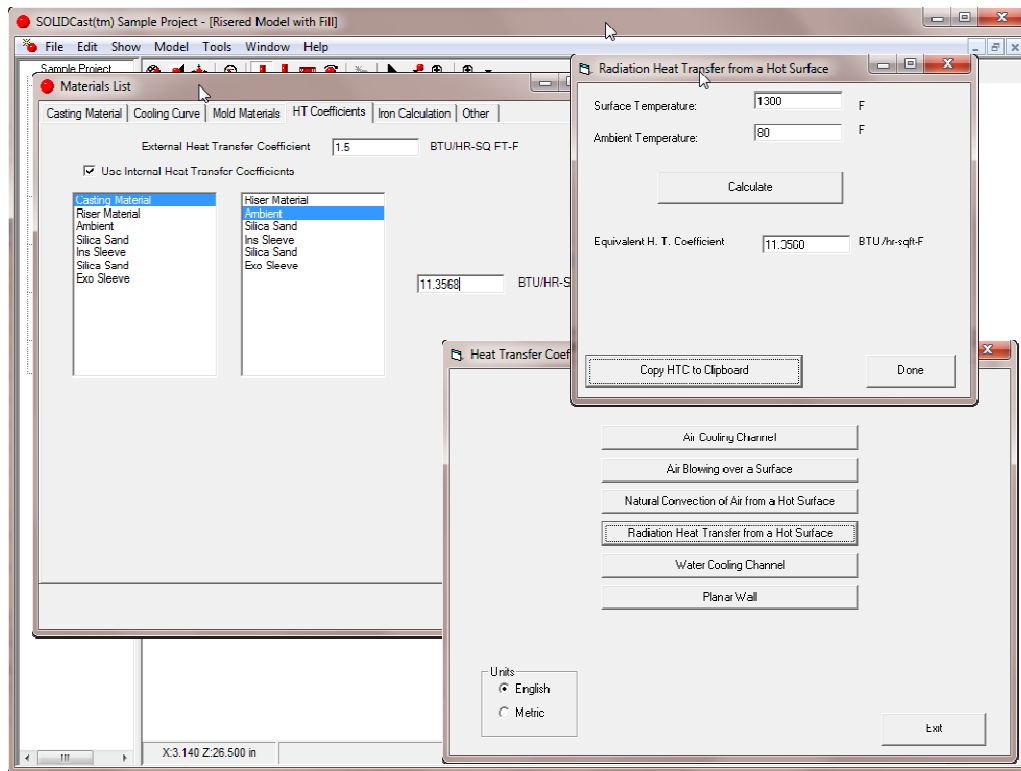 SOLIDCast(tm) Sample Project - [Risered Model with Fill]
File Edit Show Model Tools Window Help
Sample Project
Materials List
Casting Material Cooling Curve Mold Materials HT Coefficients Iron Calculation Other
External Heat Transfer Coefficient 1.5 BTU/HR-SQ FT-F
Use Internal Heat Transfer Coefficients
Casting Material
Riser Material
Ambient
Silica Sand
Ins Sleeve
Silica Sand
Exo Sleeve
Riser Material
Ambient
Silica Sand
Ins Sleeve
Silica Sand
Exo Sleeve
11.3568 BTU/HR-S
Radiation Heat Transfer from a Hot Surface
Surface Temperature: 1300 F
Ambient Temperature: 80 F
Calculate
Equivalent H. T. Coefficient 11.3568 BTU/hr-sqft-F
Copy HTC to Clipboard Done
Heat Transfer Coef
Air Cooling Channel
Air Blowing over a Surface
Natural Convection of Air from a Hot Surface
Radiation Heat Transfer from a Hot Surface
Water Cooling Channel
Planar Wall
Units
English
Metric
Exit
X:3.140 Z:26.500 in